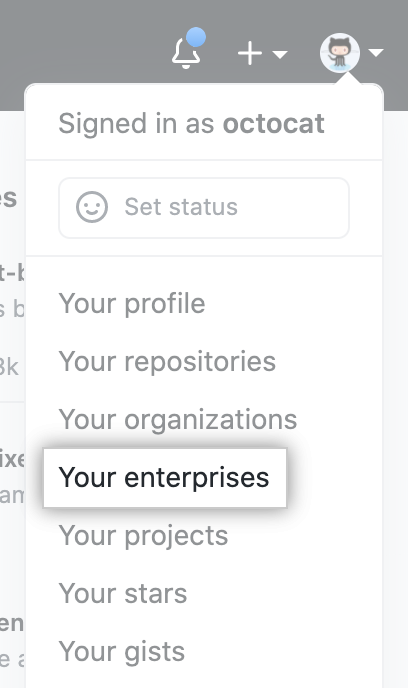 Signed in as octocat
Set status
Your profile
Your repositories
Your organizations
Your enterprises
Your projects
Your stars
Your gists